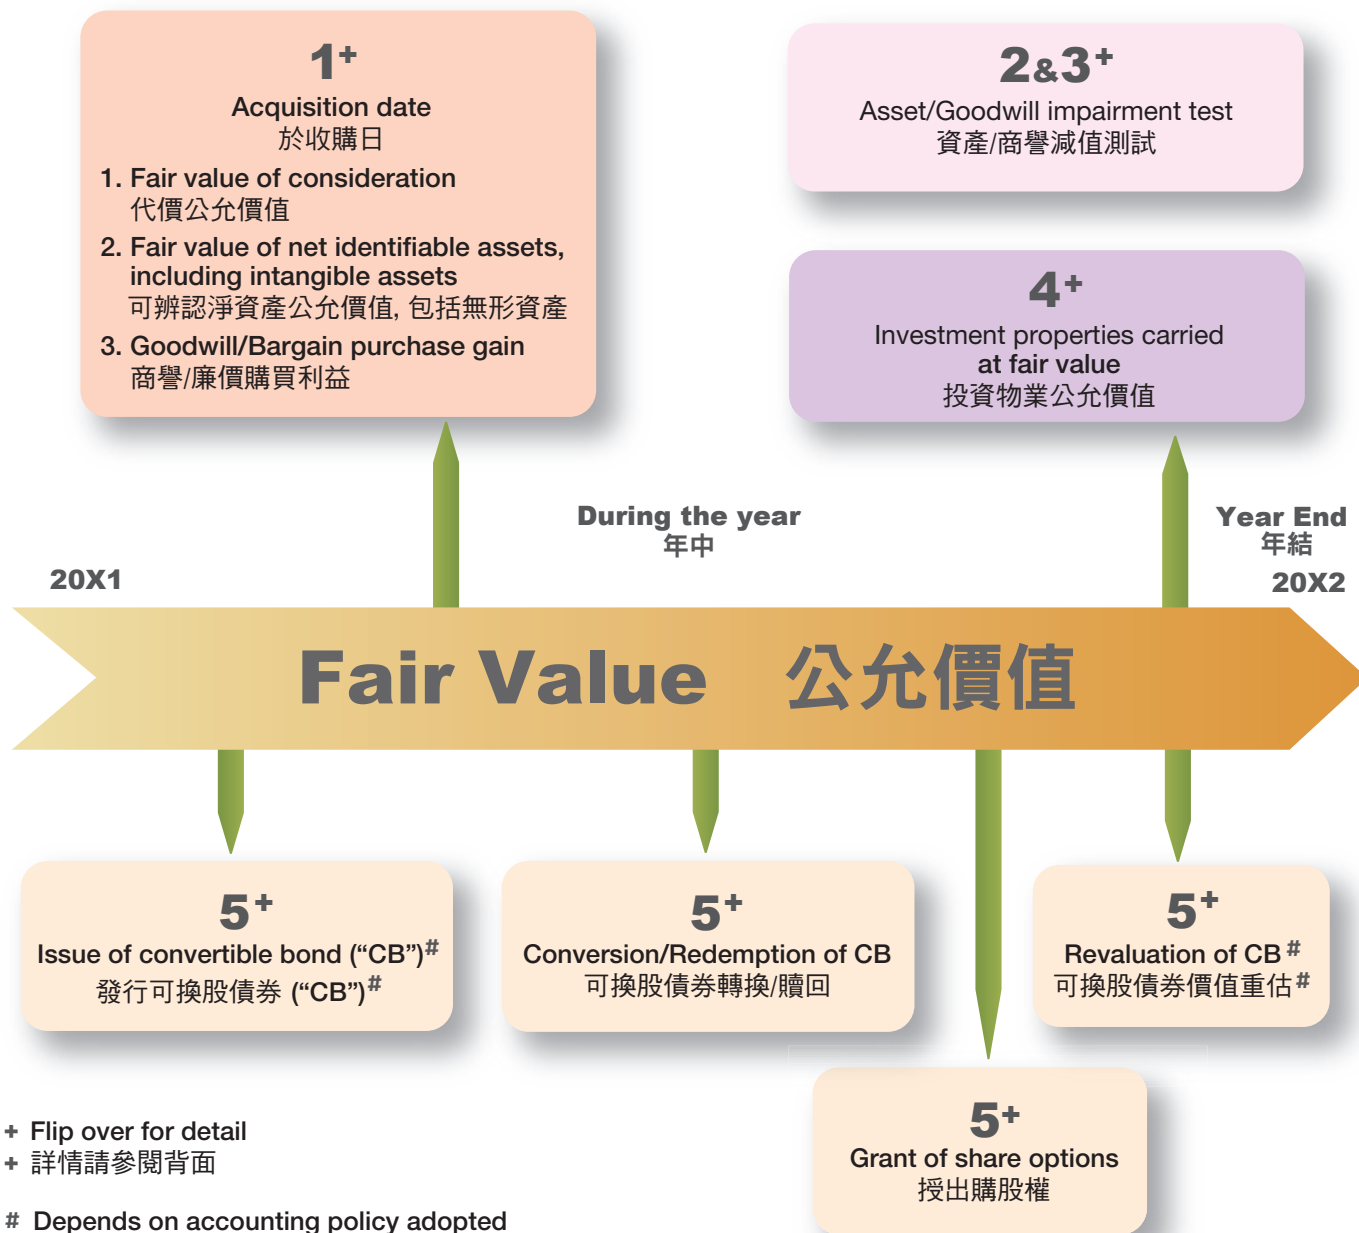 1+
Acquisition date
於收購日
1. Fair value of consideration
代價公允價值
2. Fair value of net identifiable assets,
including intangible assets
可辨認淨資產公允價值, 包括無形資產
3. Goodwill/Bargain purchase gain
商譽/廉價購買利益
2&3+
Asset/Goodwill impairment test
資產/商譽減值測試
4+
Investment properties carried
at fair value
投資物業公允價值
During the year
年中
Year End
年結
20X1
20X2
Fair Value 公允價值
5+
Issue of convertible bond (“CB”)#
發行可換股債券 (“CB”)#
5+
Conversion/Redemption of CB
可換股債券轉換/贖回
5+
Revaluation of CB#
可換股債券價值重估#
5+
Grant of share options
授出購股權
+ Flip over for detail
+ 詳情請參閱背面
# Depends on accounting policy adopted